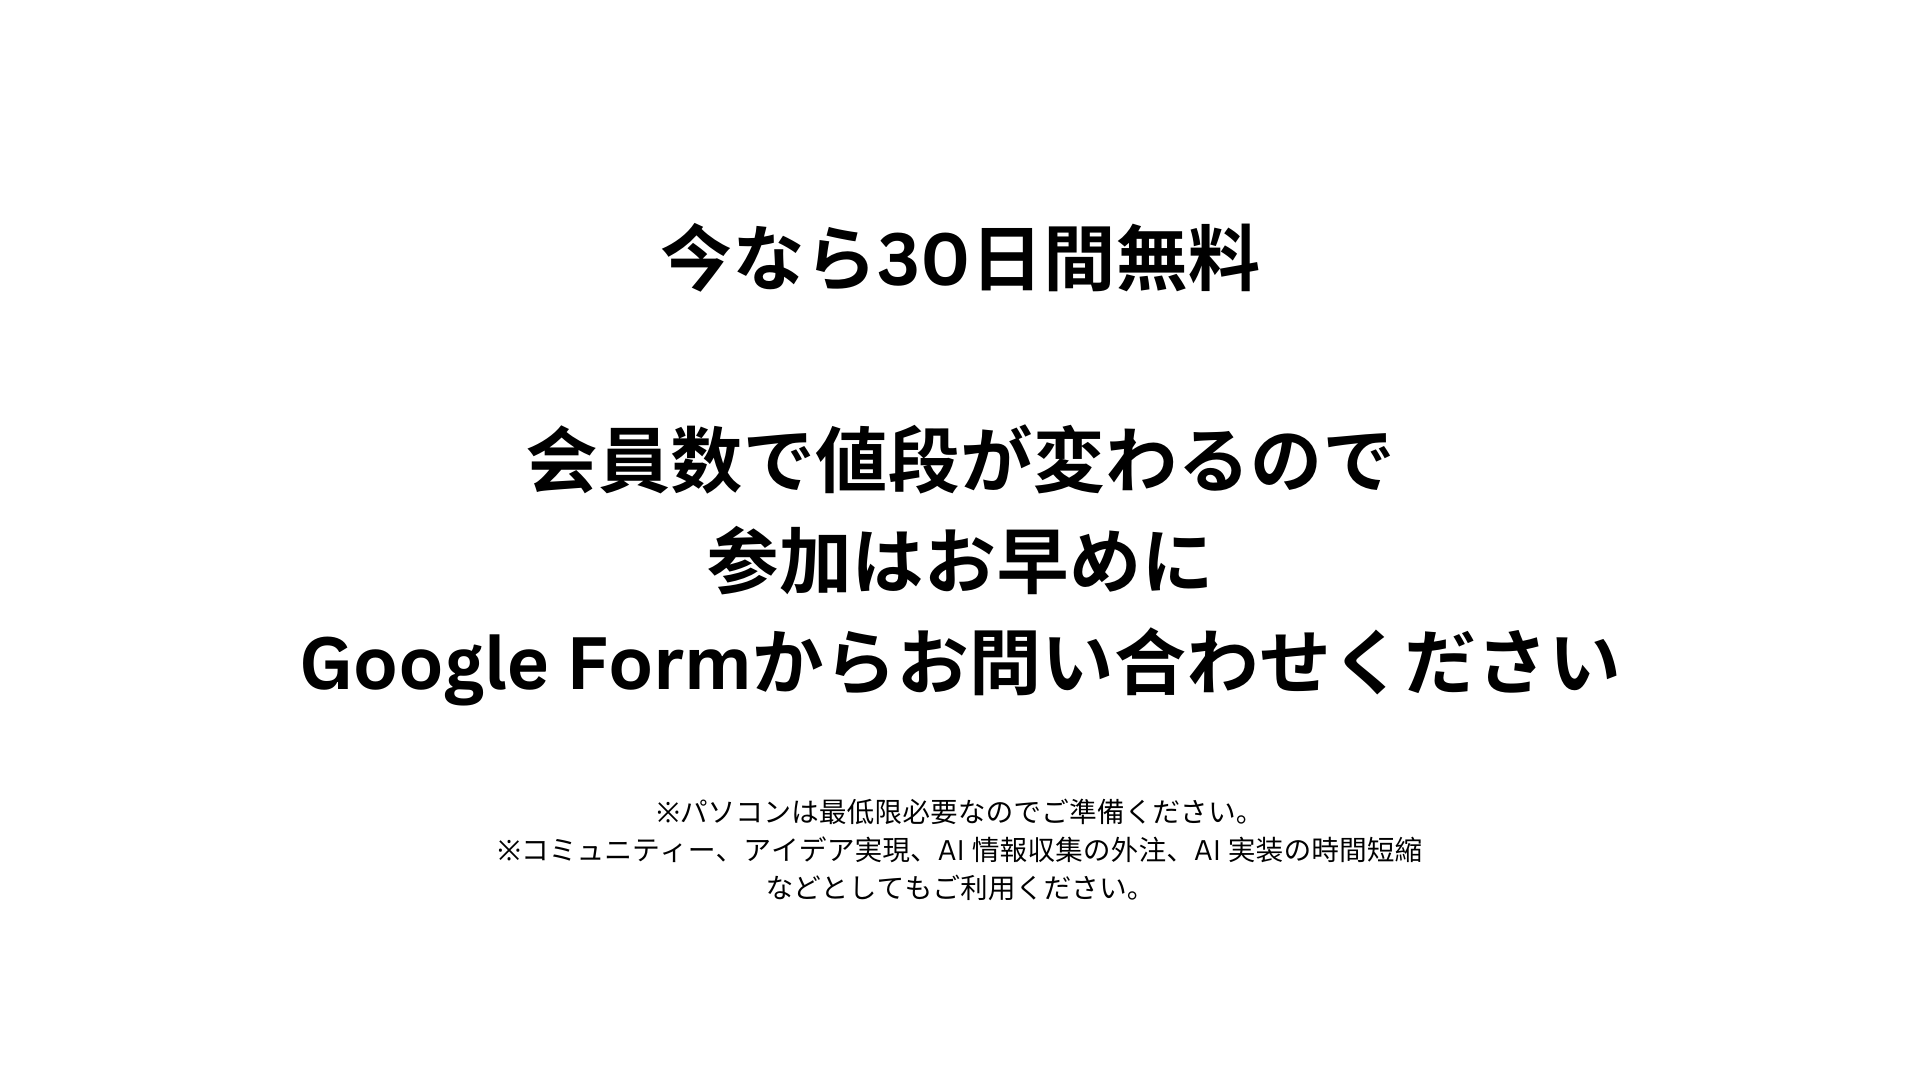 今なら30日間無料
会員数で値段が変わるので
参加はお早めに
Google Formからお問い合わせください
※パソコンは最低限必要なのでご準備ください。
※コミュニティー、アイデア実現、AI 情報収集の外注、AI 実装の時間短縮
などとしてもご利用ください。